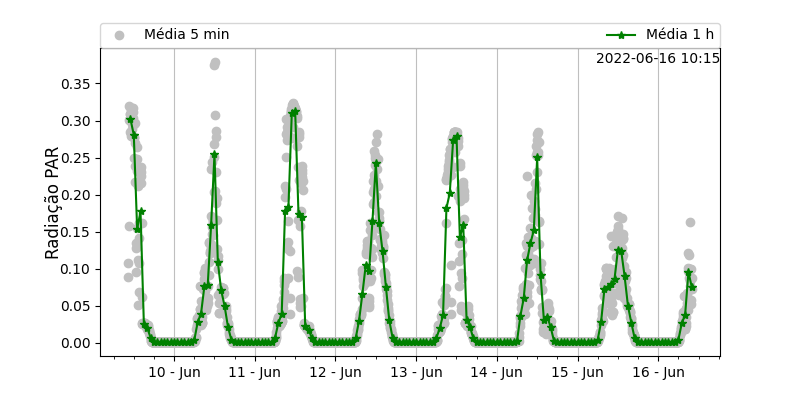 Média 5 min
Média 1 h
2022-06-16 10:15
Radiação PAR
0.35
0.30
0.25
0.20
0.15
0.10
0.05
0.00
10 - Jun
11 - Jun
12 - Jun
13 - Jun
14 - Jun
15 - Jun
16 - Jun